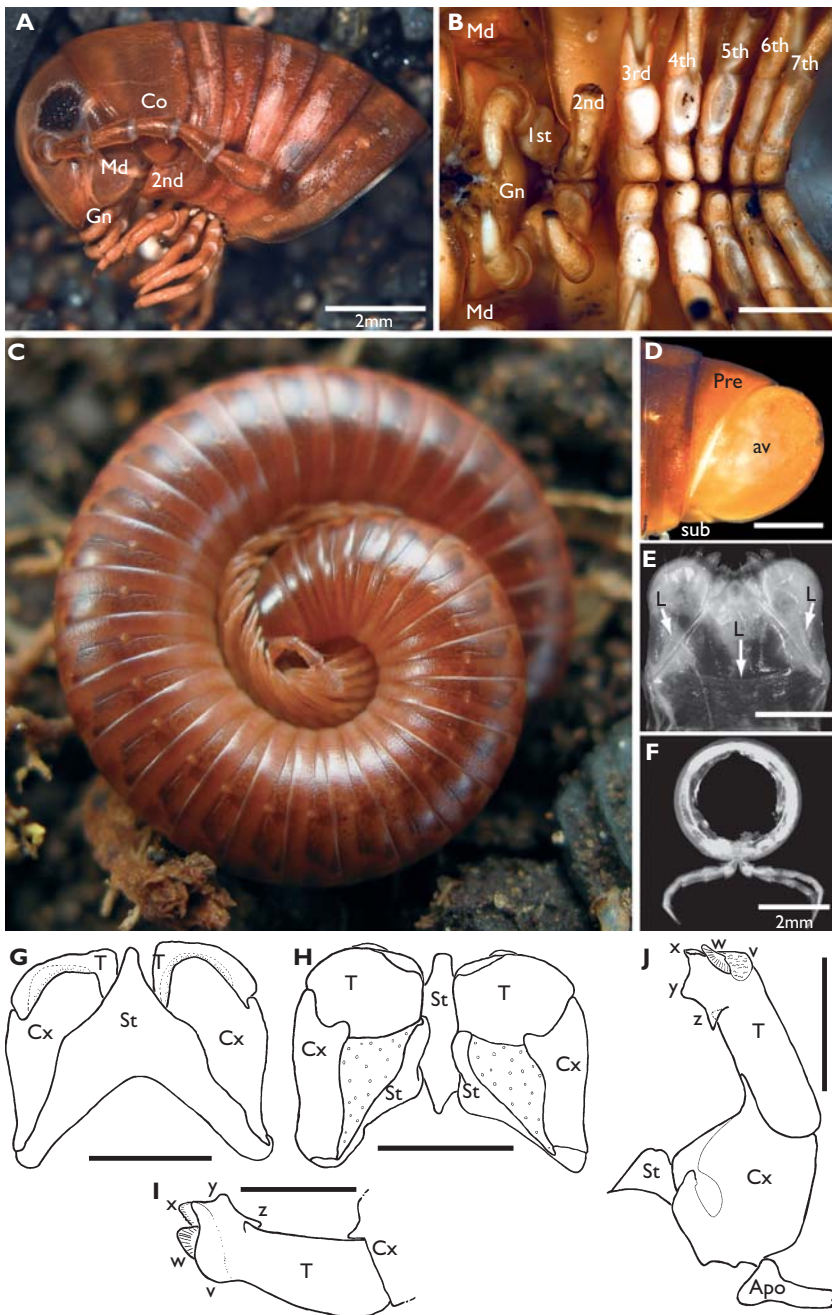 A
Co
Md
2nd
Gn
2mm
B
Md
1st
2nd
3rd
4th
5th
6th
7th
Gn
Md
C
D
Pre
av
sub
E
L
L
L
F
2mm
G
T
T
Cx
St
Cx
H
T
St
T
Cx
St
St
Cx
I
x
y
z
w
v
T
Cx
J
x
w
v
y
z
T
St
Cx
Apo